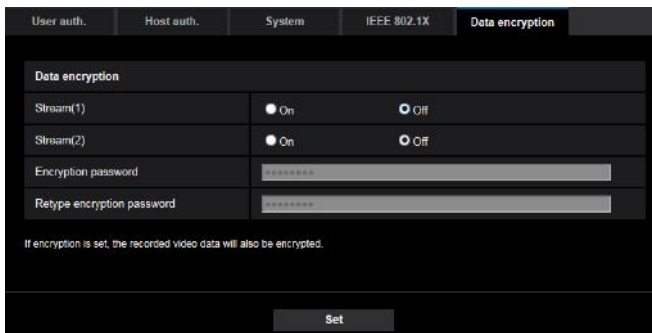 User auth. Host auth. System IEEE 802.1X Data encryption
Data encryption
Stream(1) On Off
Stream(2) On Off
Encryption password ••••••••
Retype encryption password ••••••••
If encryption is set, the recorded video data will also be encrypted.
Set